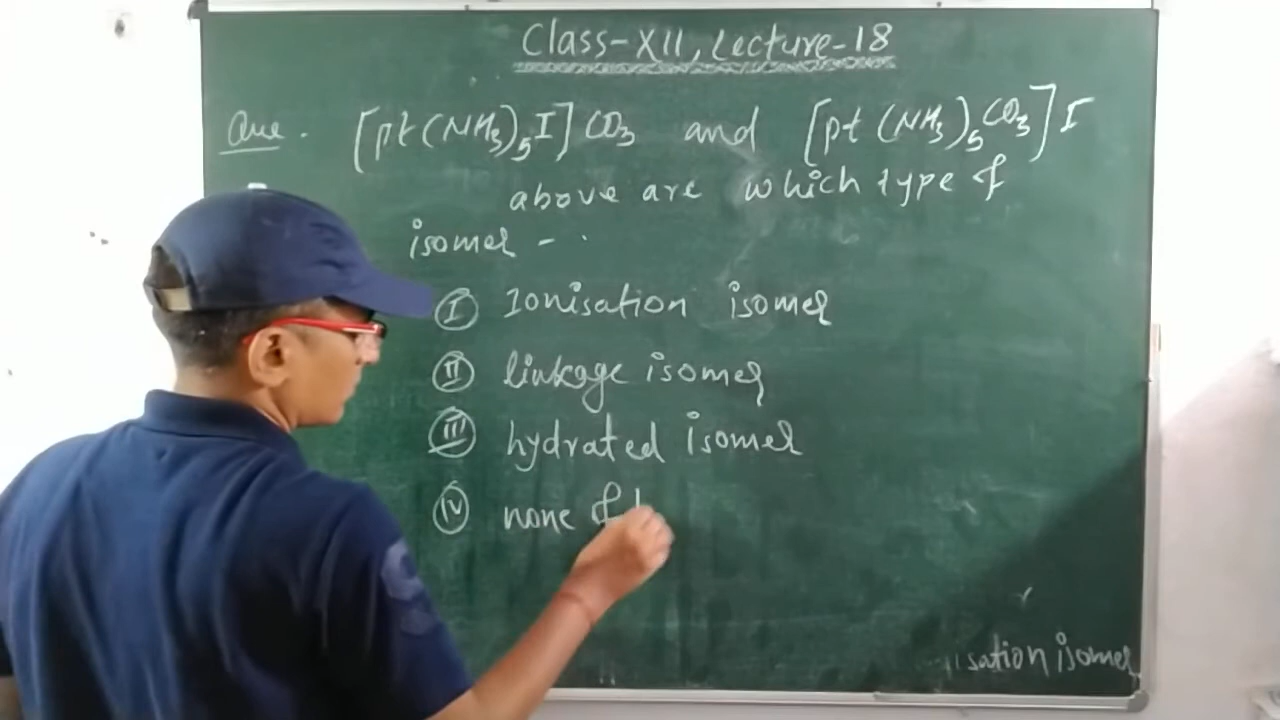 Class-XII, Lecture-18
Que. [pt(NH3)5I]CO3 and [pt(NH3)5CO3]I
above are which type of
isomer -
I Ionisation isomer
II linkage isomer
III hydrated isomer
IV none of
isation isomer